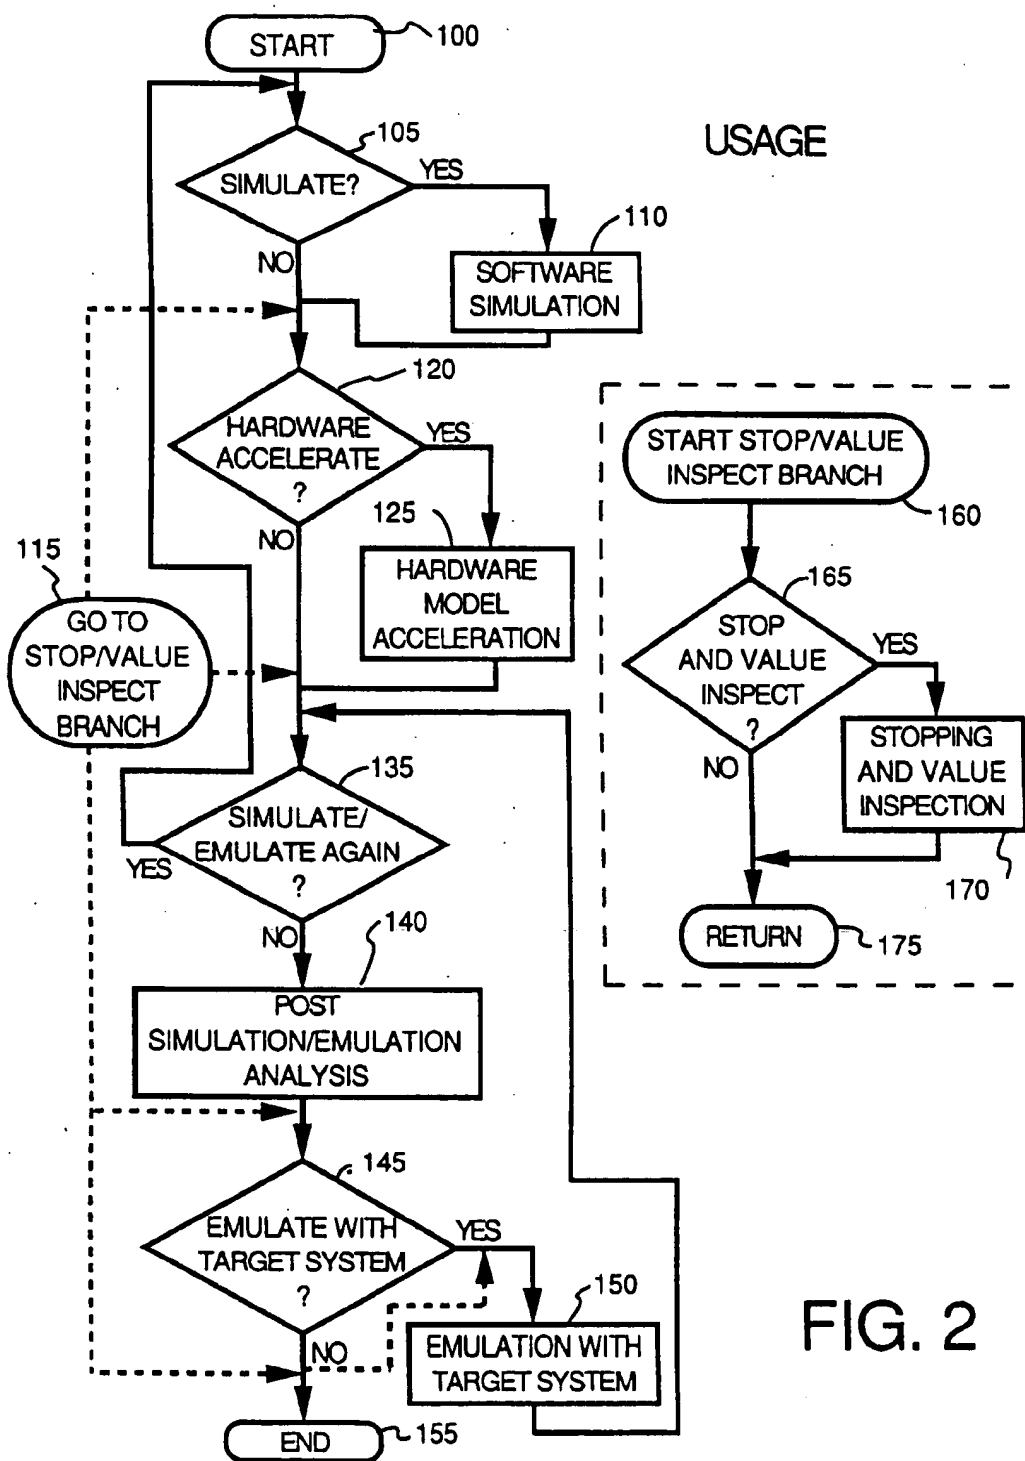 START
100
105
USAGE
SIMULATE?
YES
110
NO
SOFTWARE
SIMULATION
120
HARDWARE
ACCELERATE
?
YES
NO
125
HARDWARE
MODEL
ACCELERATION
115
GO TO
STOP/VALUE
INSPECT
BRANCH
START STOP/VALUE
INSPECT BRANCH
160
165
STOP
AND VALUE
INSPECT
?
YES
NO
STOPPING
AND VALUE
INSPECTION
170
RETURN
175
135
SIMULATE/
EMULATE AGAIN
?
YES
NO
140
POST
SIMULATION/EMULATION
ANALYSIS
145
EMULATE WITH
TARGET SYSTEM
?
YES
NO
150
EMULATION WITH
TARGET SYSTEM
END
155
FIG. 2